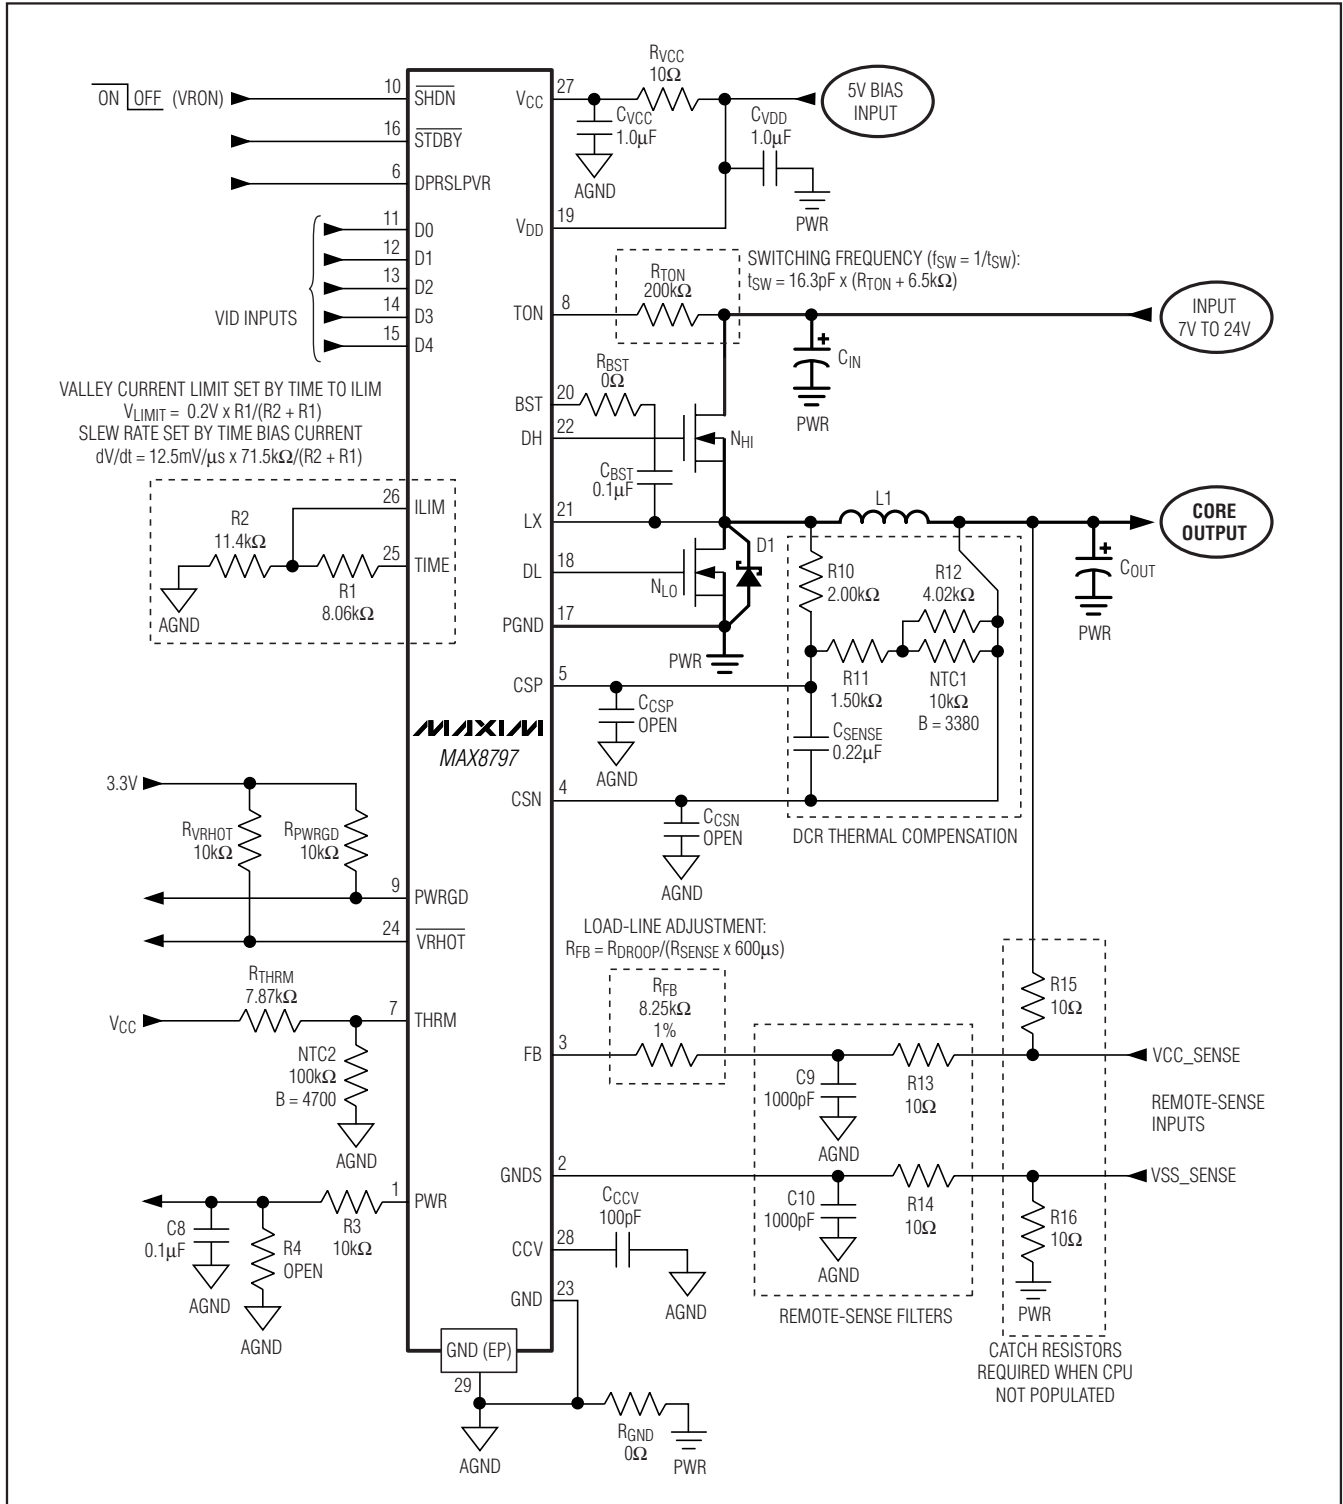 ON OFF (VRON)
10
SHDN
16
STDBY
6
DPRSLPVR
11
D0
12
D1
13
D2
14
D3
15
D4
VID INPUTS
VALLEY CURRENT LIMIT SET BY TIME TO ILIM
VLIMIT = 0.2V x R1/(R2 + R1)
SLEW RATE SET BY TIME BIAS CURRENT
dV/dt = 12.5mV/μs x 71.5kΩ/(R2 + R1)
26
ILIM
R2
11.4kΩ
25
TIME
R1
8.06kΩ
AGND
MAXIM
MAX8797
3.3V
RVRHOT
10kΩ
RPWRGD
10kΩ
9
PWRGD
24
VRHOT
RTHRM
7.87kΩ
VCC
7
THRM
NTC2
100kΩ
B = 4700
AGND
1
PWR
R3
10kΩ
C8
0.1μF
R4
OPEN
AGND
AGND
GND (EP)
29
AGND
VCC
27
RVCC
10Ω
CVCC
1.0μF
AGND
CVDD
1.0μF
PWR
5V BIAS
INPUT
VDD
19
SWITCHING FREQUENCY (fSW = 1/tSW):
tSW = 16.3pF x (RTON + 6.5kΩ)
RTON
200kΩ
TON
8
INPUT
7V TO 24V
CIN
PWR
RBST
0Ω
BST
20
DH
22
NHI
CBST
0.1μF
LX
21
L1
CORE
OUTPUT
DL
18
NLO
D1
COUT
PWR
PGND
17
PWR
R10
2.00kΩ
R12
4.02kΩ
R11
1.50kΩ
NTC1
10kΩ
B = 3380
CSP
5
CCSP
OPEN
AGND
CSENSE
0.22μF
CSN
4
CCSN
OPEN
AGND
DCR THERMAL COMPENSATION
LOAD-LINE ADJUSTMENT:
RFB = RDROOP/(RSENSE x 600μs)
RFB
8.25kΩ
1%
FB
3
C9
1000pF
AGND
R13
10Ω
R15
10Ω
VCC_SENSE
REMOTE-SENSE
INPUTS
GNDS
2
C10
1000pF
AGND
R14
10Ω
VSS_SENSE
R16
10Ω
PWR
CCCV
100pF
CCV
28
AGND
GND
23
REMOTE-SENSE FILTERS
CATCH RESISTORS
REQUIRED WHEN CPU
NOT POPULATED
RGND
0Ω
PWR